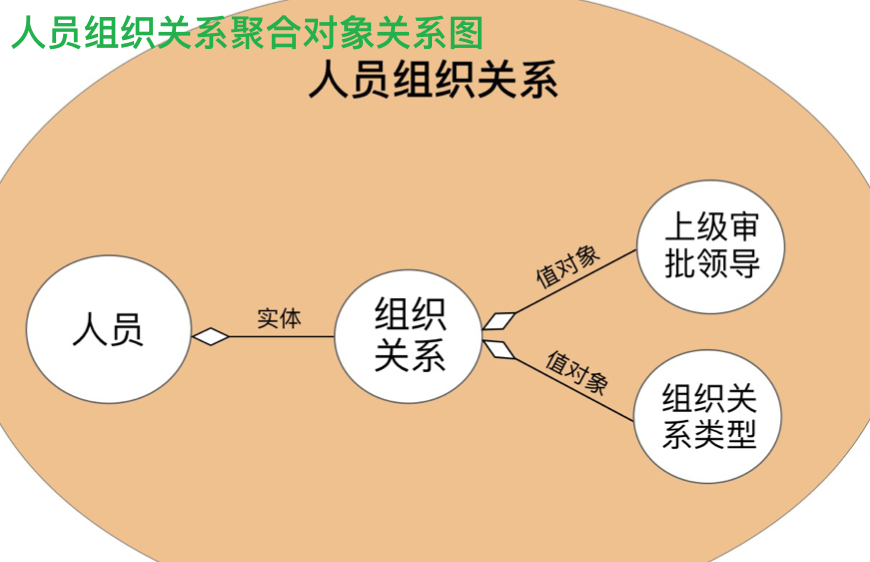 人员组织关系聚合对象关系图
人员组织关系
人员
实体
组织
关系
值对象
上级审
批领导
值对象
组织关
系类型